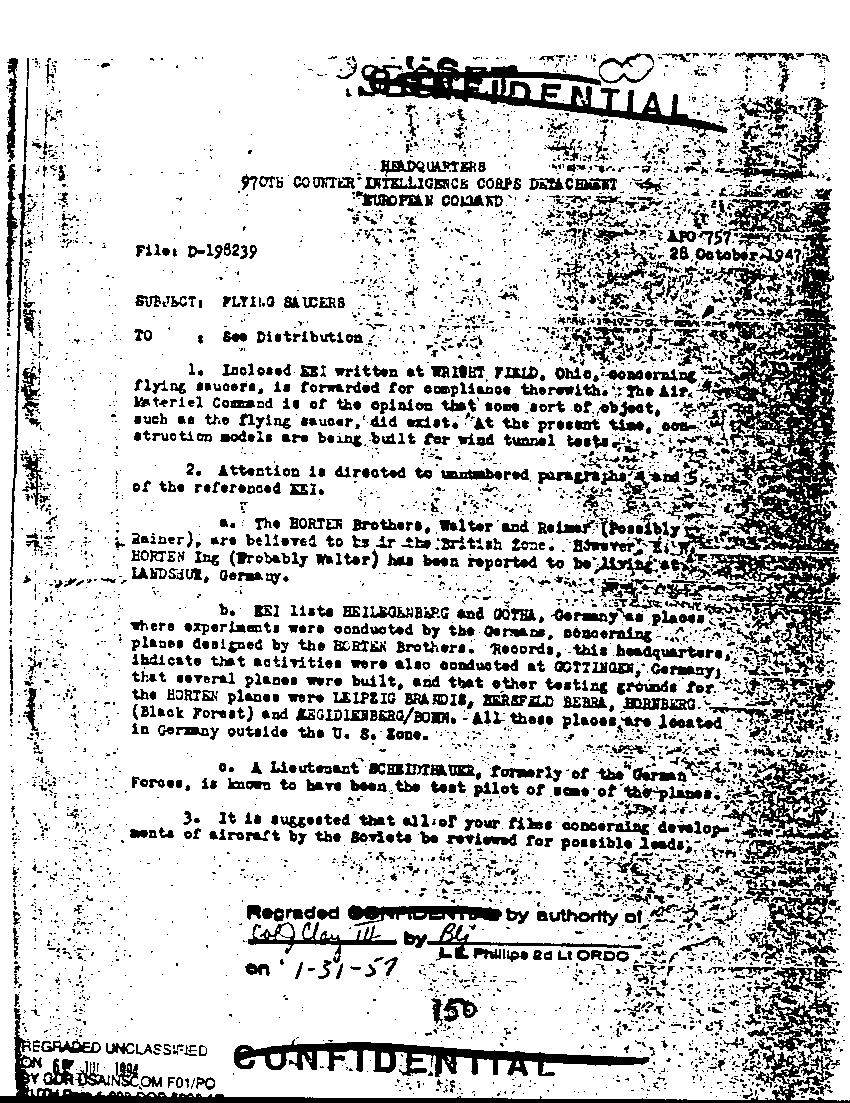 CONFIDENTIAL
HEADQUARTERS
970TH COUNTER INTELLIGENCE CORPS DETACHMENT
EUROPEAN COMMAND
APO 757
File: D-198239
28 October 1947
SUBJECT: FLYING SAUCERS
TO : See Distribution
1. Inclosed EEI written at WRIGHT FIELD, Ohio, concerning
flying saucers, is forwarded for compliance therewith. The Air
Materiel Command is of the opinion that some sort of object,
such as the flying saucer, did exist. At the present time, con-
struction models are being built for wind tunnel tests.
2. Attention is directed to unnumbered paragraphs 4 and 5
of the referenced EEI.
a. The HORTEN Brothers, Walter and Reimar (Possibly
Rainer), are believed to be in the British Zone. However,
HORTEN Ing (Probably Walter) has been reported to be living at
LANDSHUT, Germany.
b. EEI lists HEILEGENBERG and GOTHA, Germany as places
where experiments were conducted by the Germans, concerning
planes designed by the HORTEN Brothers. Records, this headquarters,
indicate that activities were also conducted at GOTTINGEN, Germany;
that several planes were built, and that other testing grounds for
the HORTEN planes were LEIPZIG BRANDIS, HERSFELD BEBRA, HORNBERG
(Black Forest) and AEGIDIENBERG/BONN. All these places are located
in Germany outside the U. S. Zone.
c. A Lieutenant SCHEIDTHAUER, formerly of the German
Forces, is known to have been the test pilot of some of the planes.
3. It is suggested that all of your files concerning develop-
ments of aircraft by the Soviets be reviewed for possible leads,
Regraded CONFIDENTIAL by authority of
Col J Clay III by
L E Phillips 2d Lt ORDC
on 1-31-57
150
REGRADED UNCLASSIFIED
ON JUL 1994
BY CDR USAINSCOM F01/PO
CONFIDENTIAL